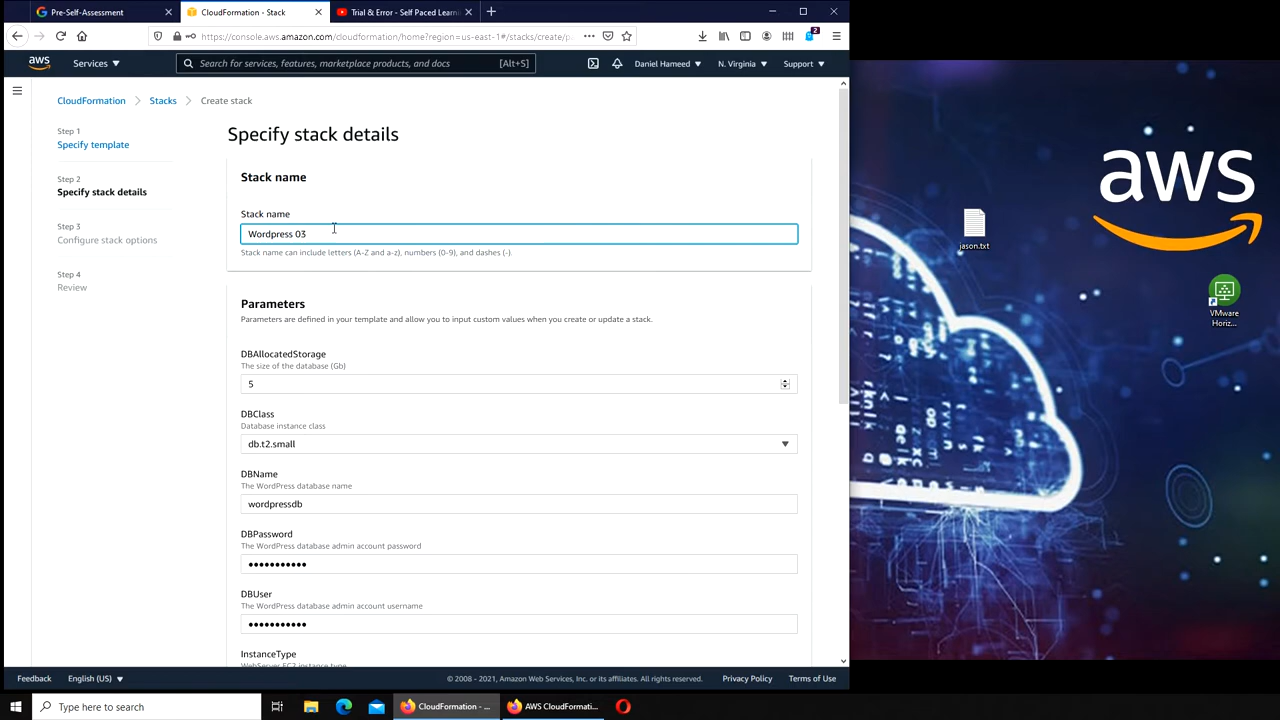 Pre-Self-Assessment
CloudFormation - Stack
Trial & Error - Self Paced Learni
https://console.aws.amazon.com/cloudformation/home?region=us-east-1#/stacks/create/p
2
aws
Services
Search for services, features, marketplace products, and docs
[Alt+S]
Daniel Hameed
N. Virginia
Support
CloudFormation
Stacks
Create stack
Step 1
Specify template
Step 2
Specify stack details
Step 3
Configure stack options
Step 4
Review
Specify stack details
Stack name
Stack name
Wordpress 03
Stack name can include letters (A-Z and a-z), numbers (0-9), and dashes (-).
Parameters
Parameters are defined in your template and allow you to input custom values when you create or update a stack.
DBAllocatedStorage
The size of the database (Gb)
5
DBClass
Database instance class
db.t2.small
DBName
The WordPress database name
wordpressdb
DBPassword
The WordPress database admin account password
•••••••••••
DBUser
The WordPress database admin account username
•••••••••••
InstanceType
WebServer EC2 instance type
Feedback
English (US)
© 2008 - 2021, Amazon Web Services, Inc. or its affiliates. All rights reserved.
Privacy Policy
Terms of Use
aws
jason.txt
VMware
Horiz...
Type here to search
CloudFormation - ...
AWS CloudFormati...